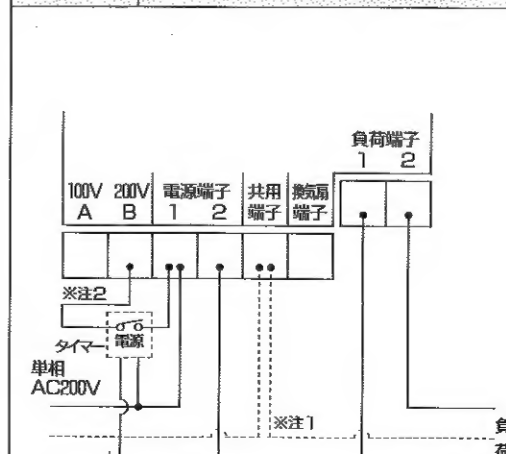 負荷端子
1 2
100V 200V 電源端子 共用 換気扇
A B 1 2 端子 端子
※注2
タイマー 電源
単相
AC200V
※注1
負
荷